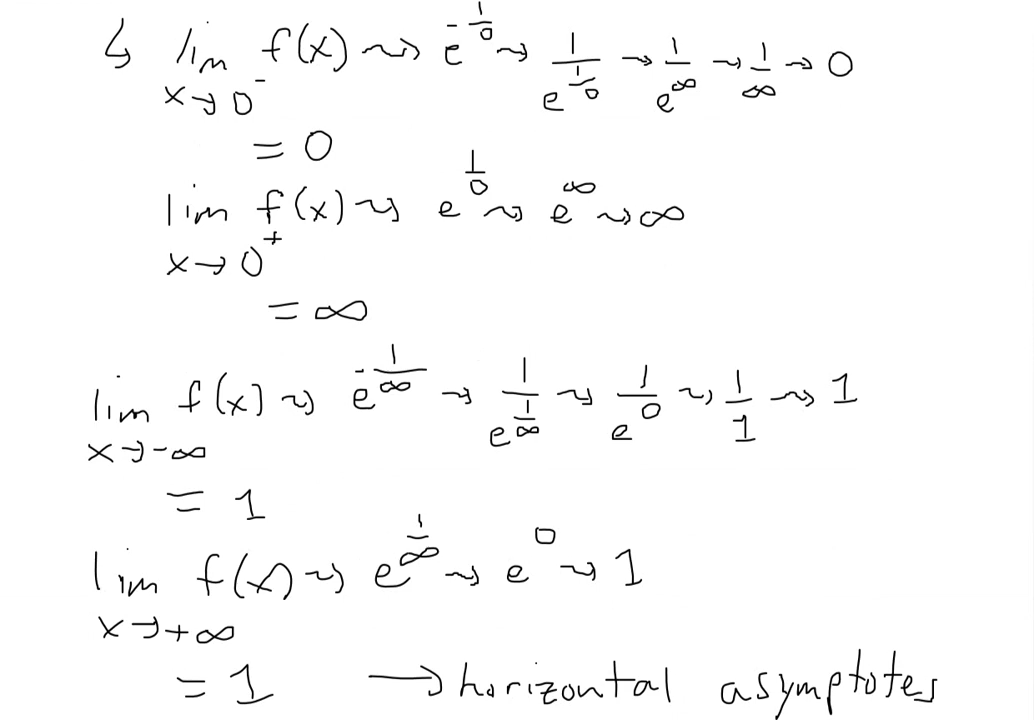 ↳ lim f(x) ⇝ e^{-1/0} ⇝ 1/e^{1/0} → 1/e^∞ ⇝ 1/∞ → 0
x→0⁻
= 0
lim f(x) ⇝ e^{1/0} ⇝ e^∞ ⇝ ∞
x→0⁺
= ∞
lim f(x) ⇝ e^{-1/∞} ⇝ 1/e^{1/∞} ⇝ 1/e^0 ⇝ 1/1 ⇝ 1
x→-∞
= 1
lim f(x) ⇝ e^{1/∞} ⇝ e^0 ⇝ 1
x→+∞
= 1 → horizontal asymptotes